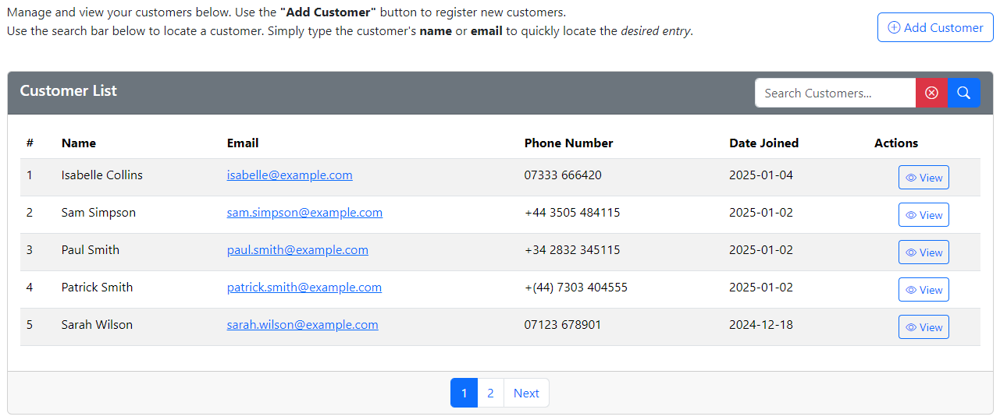 Manage and view your customers below. Use the "Add Customer" button to register new customers.
Use the search bar below to locate a customer. Simply type the customer's name or email to quickly locate the desired entry.
Add Customer
Customer List
Search Customers...
# Name Email Phone Number Date Joined Actions
1 Isabelle Collins isabelle@example.com 07333 666420 2025-01-04 View
2 Sam Simpson sam.simpson@example.com +44 3505 484115 2025-01-02 View
3 Paul Smith paul.smith@example.com +34 2832 345115 2025-01-02 View
4 Patrick Smith patrick.smith@example.com +(44) 7303 404555 2025-01-02 View
5 Sarah Wilson sarah.wilson@example.com 07123 678901 2024-12-18 View
1 2 Next